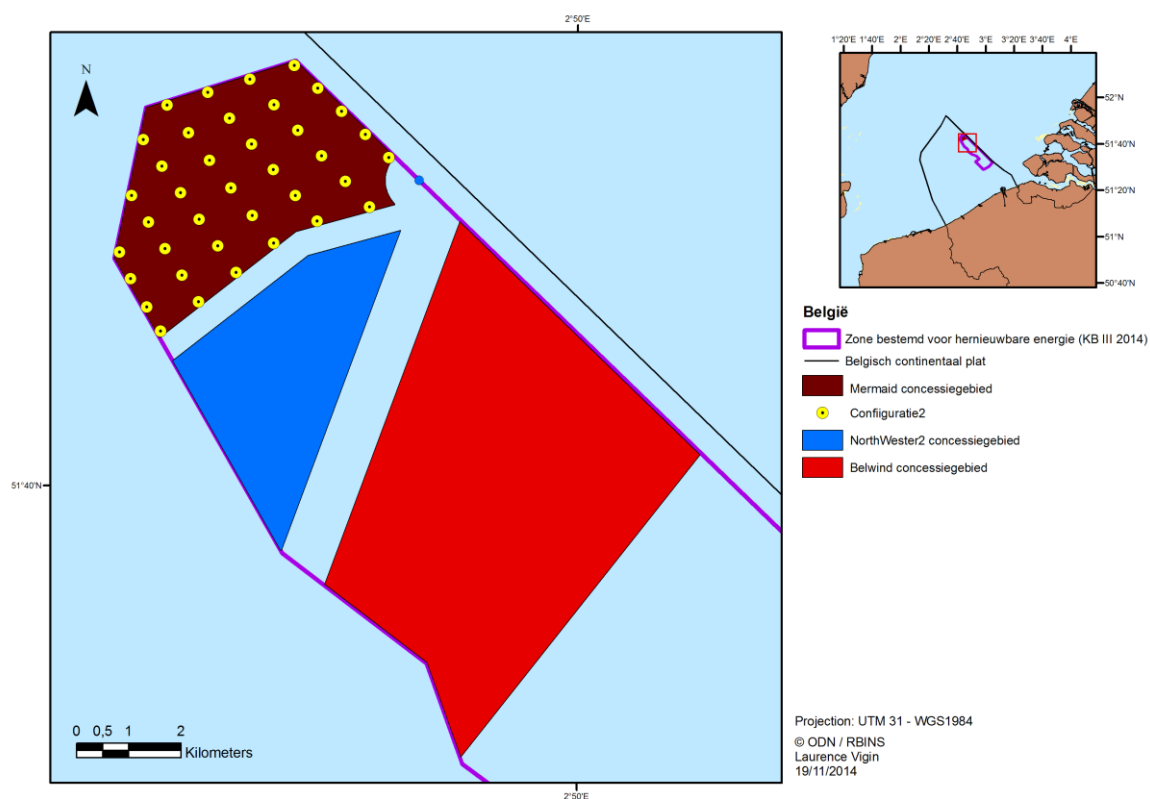 2°50'E
N
51°40'N
0 0,5 1 2
Kilometers
2°50'E
1°20'E 1°40'E 2°E 2°20'E 2°40'E 3°E 3°20'E 3°40'E 4°E
52°N
51°40'N
51°20'N
51°N
50°40'N
België
Zone bestemd voor hernieuwbare energie (KB III 2014)
Belgisch continentaal plat
Mermaid concessiegebied
Confiiguratie2
NorthWester2 concessiegebied
Belwind concessiegebied
Projection: UTM 31 - WGS1984
© ODN / RBINS
Laurence Vigin
19/11/2014